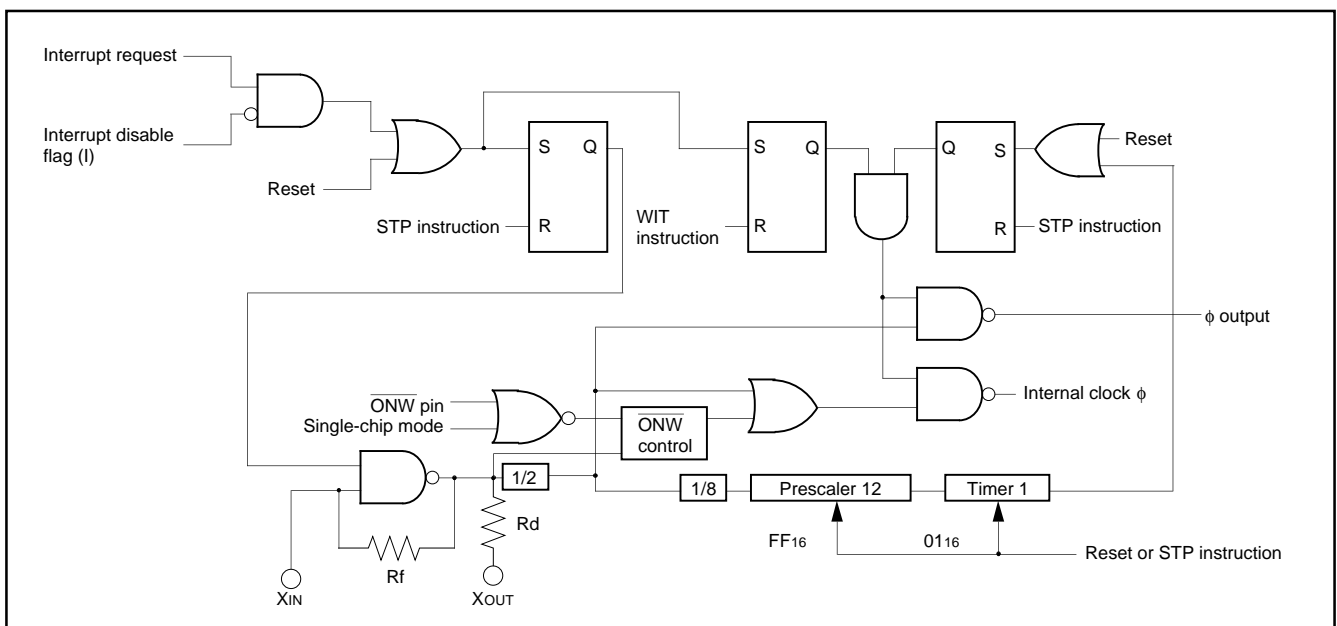 Interrupt request
Interrupt disable
flag (I)
Reset
S Q
STP instruction
R
S Q
WIT
instruction
R
Q S
R
Reset
STP instruction
ϕ output
Internal clock ϕ
ONW pin
Single-chip mode
ONW
control
1/2
1/8
Prescaler 12
Timer 1
Rd
Rf
FF16
0116
Reset or STP instruction
XIN
XOUT